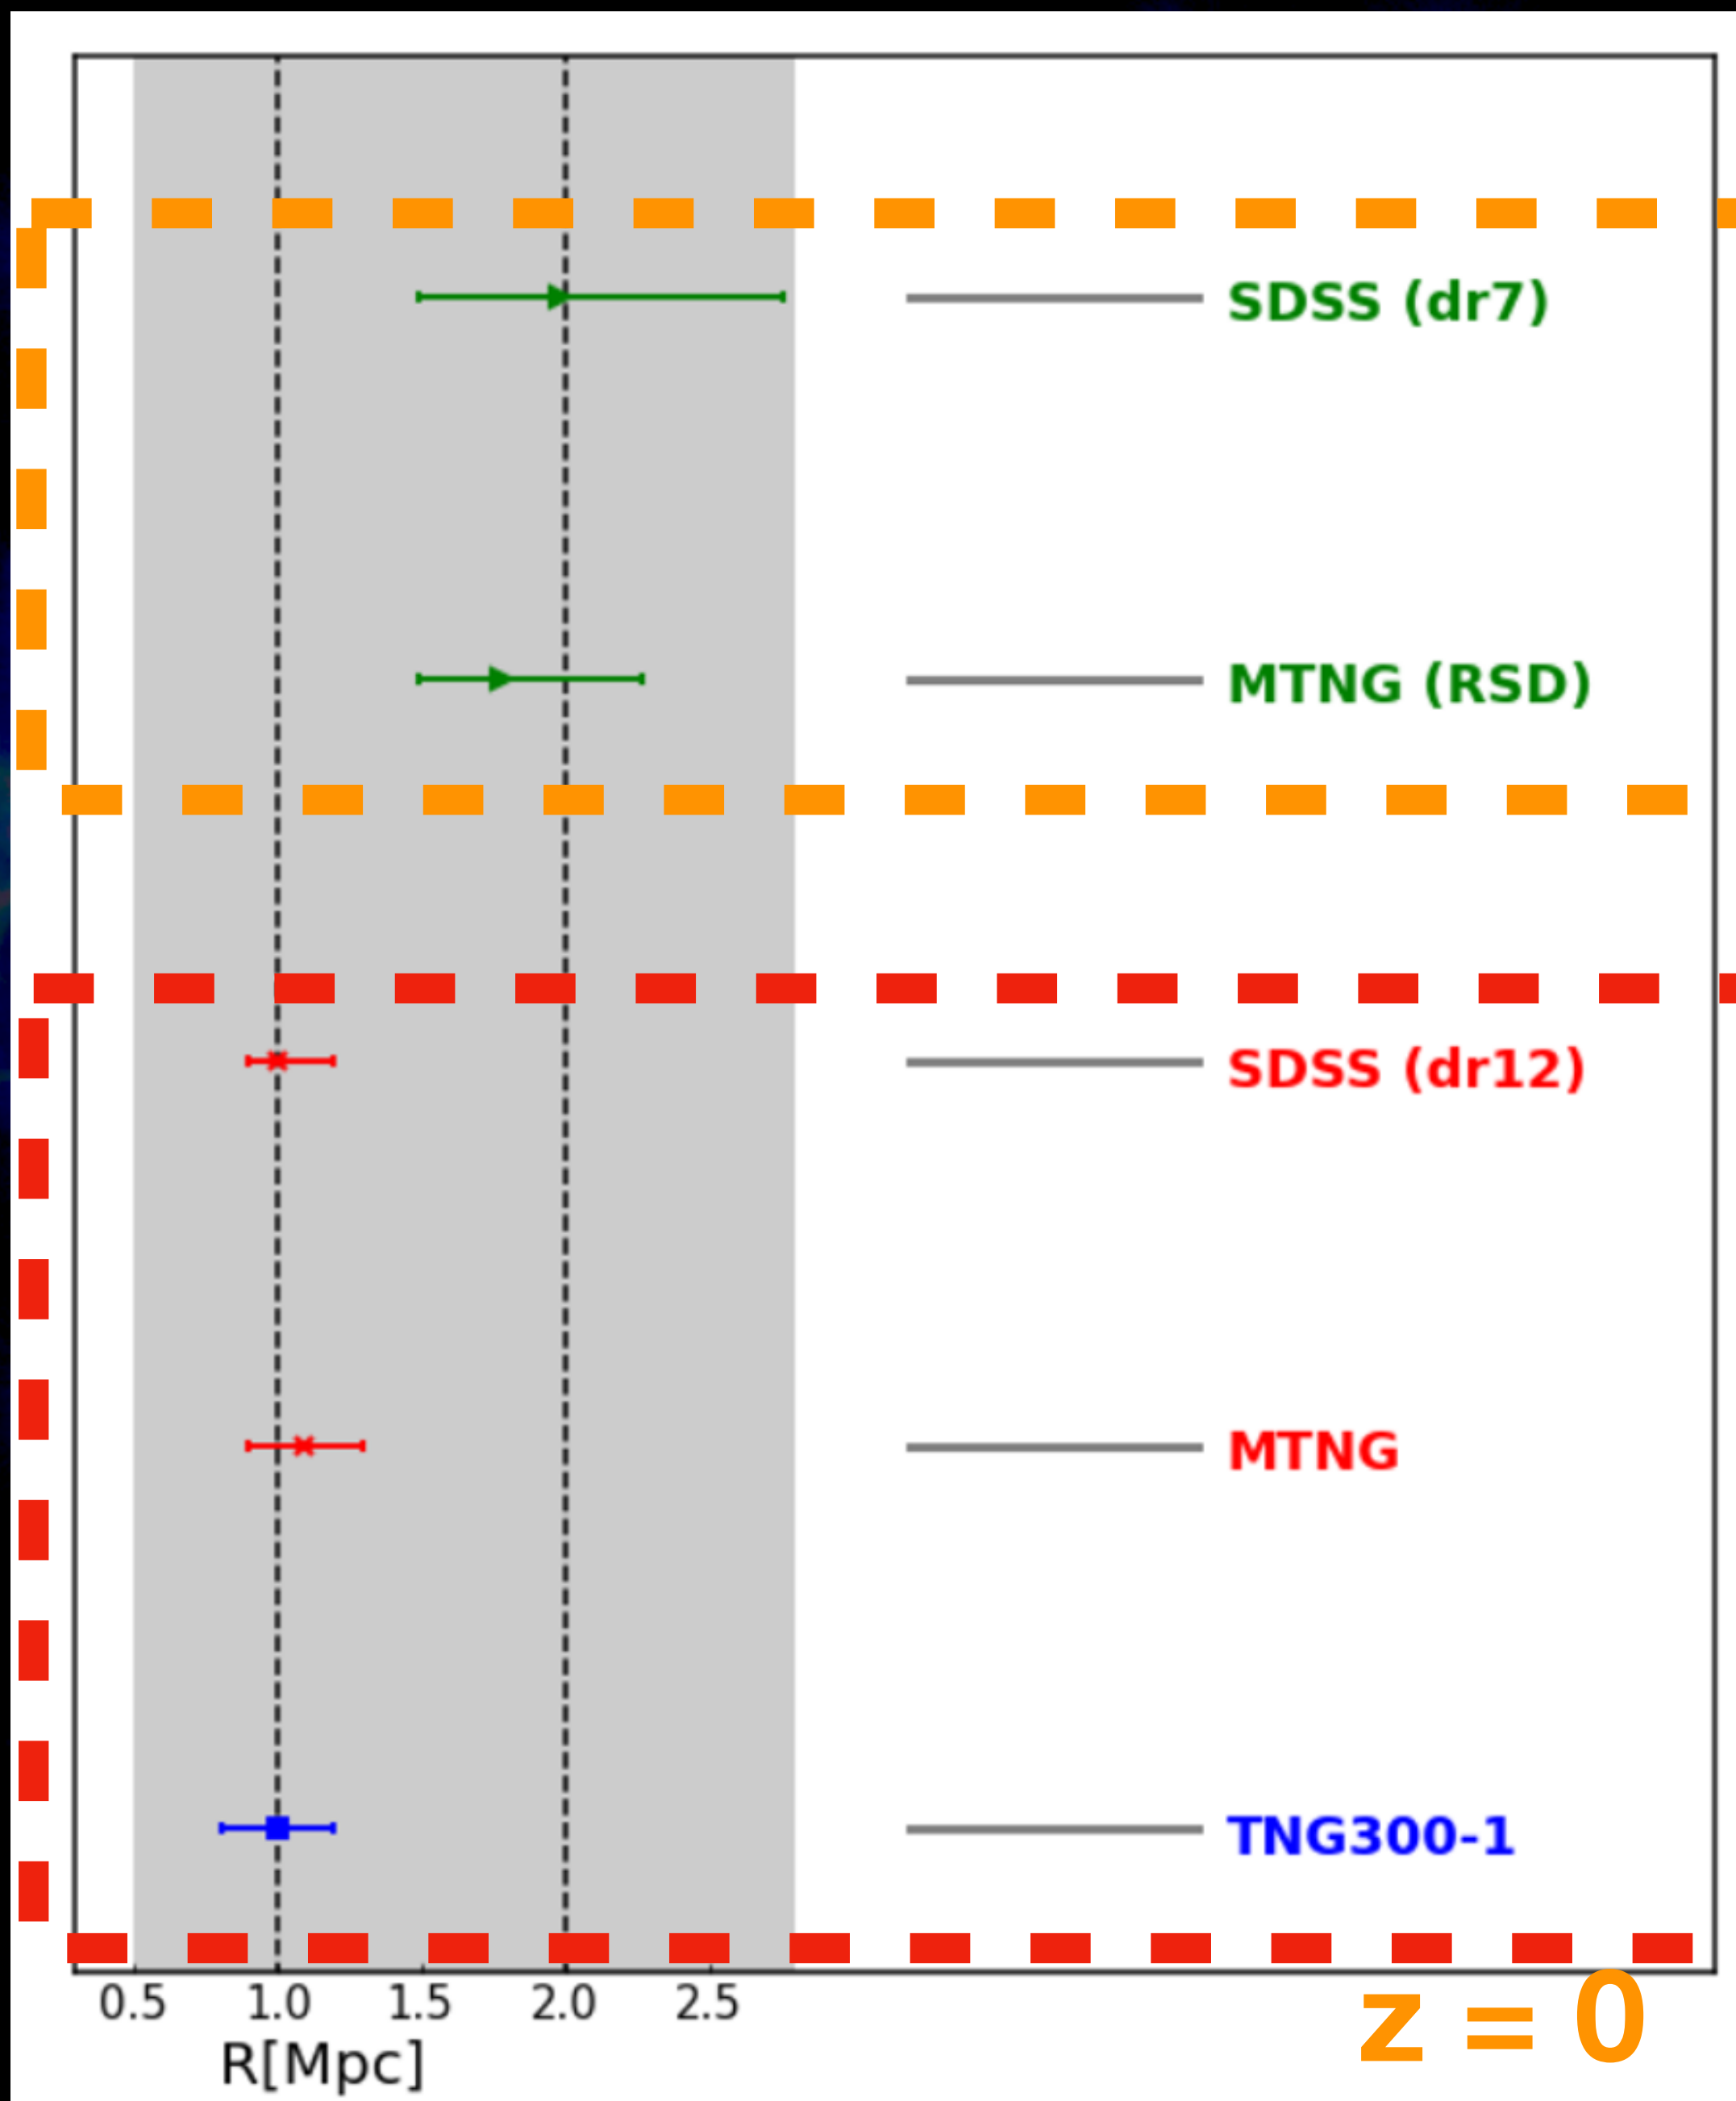 SDSS (dr7)
MTNG (RSD)
SDSS (dr12)
MTNG
TNG300-1
0.5 1.0 1.5 2.0 2.5
R[Mpc]
z = 0